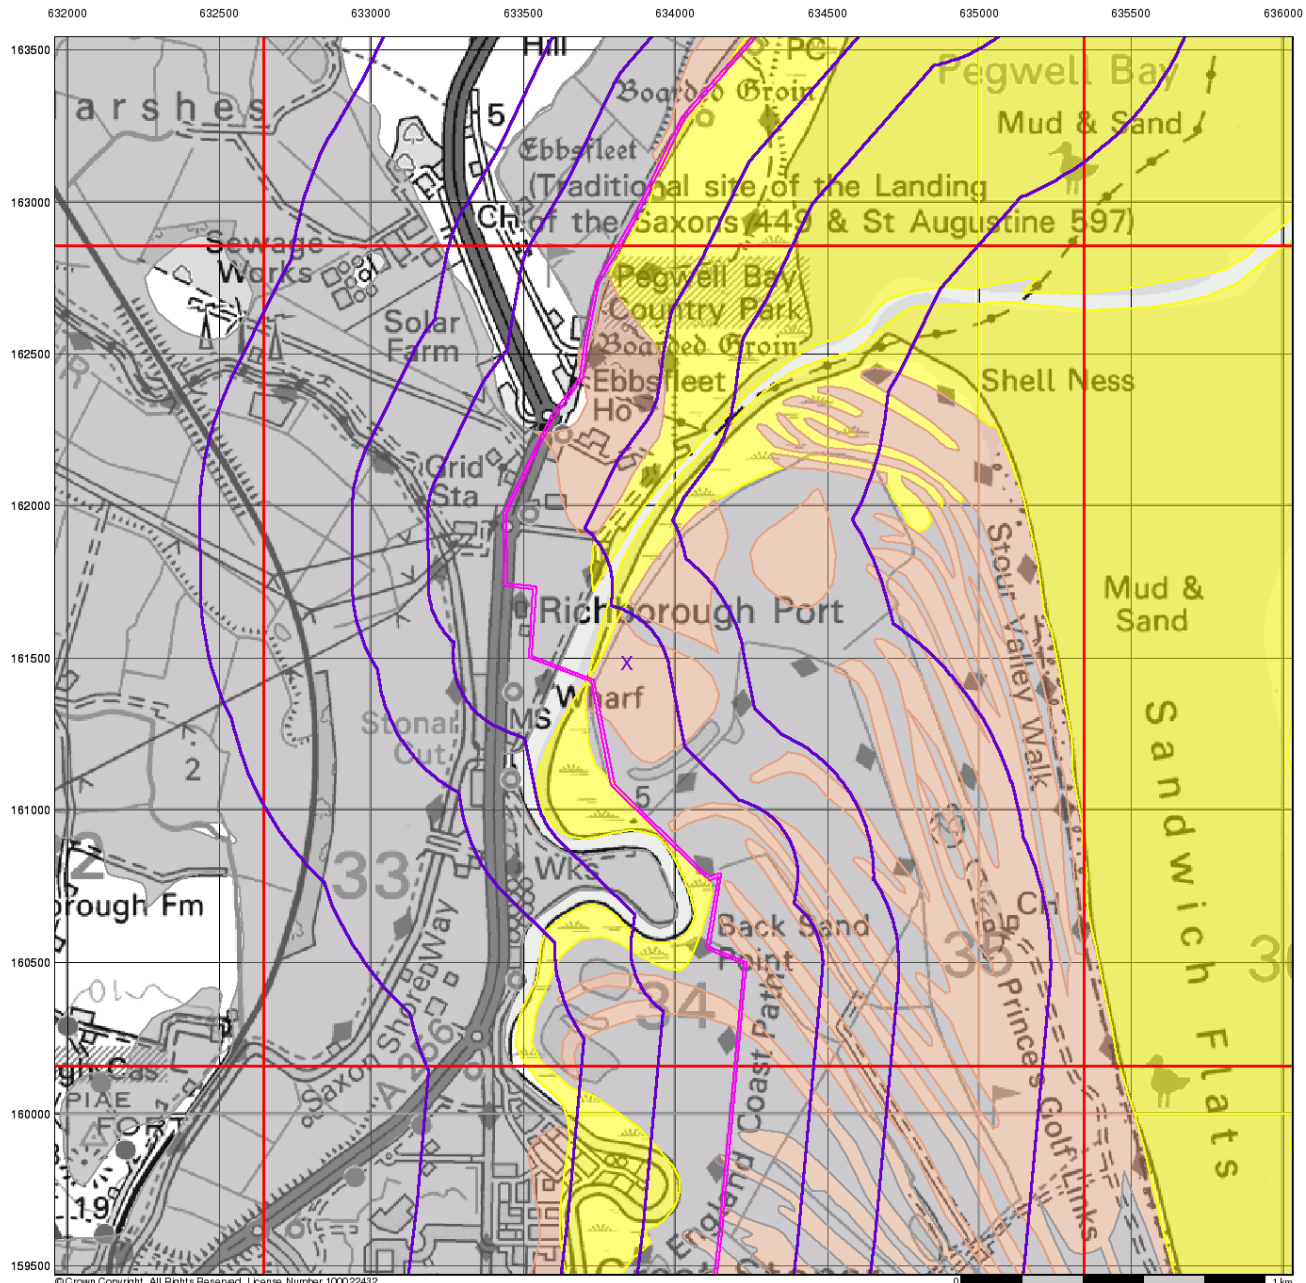 632000 632500 633000 633500 634000 634500 635000 635500 636000
163500
163000
162500
162000
161500
161000
160500
160000
159500
Hill
PC
Pegwell Bay
arshes
5
Boarded Groin
Mud & Sand
Ebbsfleet
(Traditional site of the Landing
of the Saxons 449 & St Augustine 597)
Ch
Sewage
Works
Pegwell Bay
Country Park
Solar
Farm
Boarded Groin
Ebbsfleet
Ho
Shell Ness
Grid
Sta
Stour Valley Walk
Mud &
Sand
Richborough Port
X
Wharf
MS
Stonar
Cut
2
5
Sandwich Flats
2
33
Wks
rough Fm
Back Sand
Point
C
35
3
34
Saxon Shore Way
A 256
Prince's
Golf Links
England Coast Path
PIAE
FORT
19
© Crown Copyright. All Rights Reserved. License Number 100022432
0 1 km